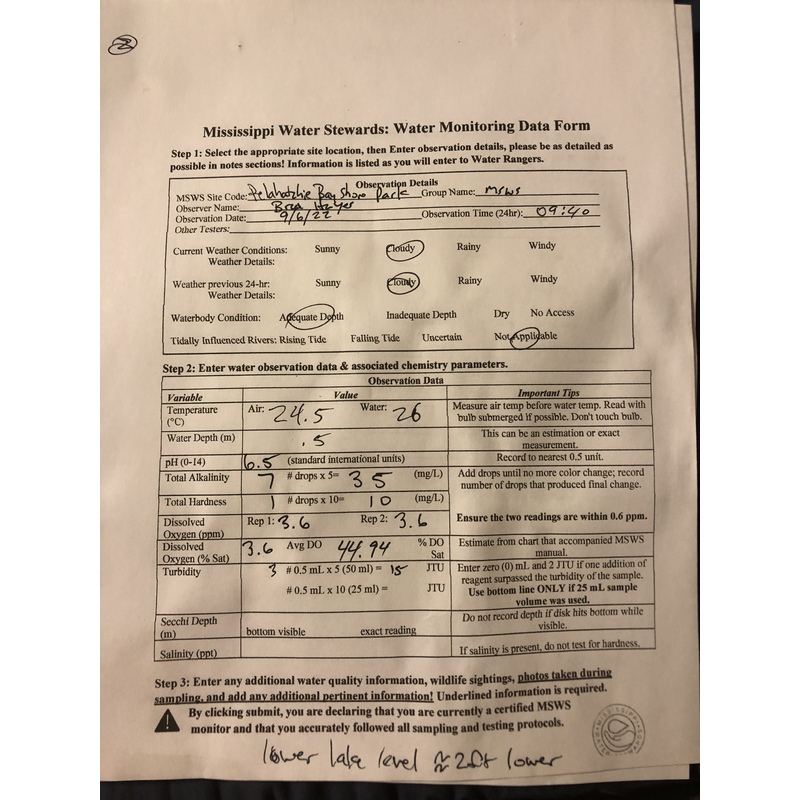 2
Mississippi Water Stewards: Water Monitoring Data Form
Step 1: Select the appropriate site location, then Enter observation details, please be as detailed as
possible in notes sections! Information is listed as you will enter to Water Rangers.
Observation Details
MSWS Site Code: Pelahatchie Bay Shore Park Group Name: MSWS
Observer Name:
Observation Date: 9/6/22 Observation Time (24hr): 09:40
Other Testers:
Current Weather Conditions: Sunny Cloudy Rainy Windy
Weather Details:
Weather previous 24-hr: Sunny Cloudy Rainy Windy
Weather Details:
Waterbody Condition: Adequate Depth Inadequate Depth Dry No Access
Tidally Influenced Rivers: Rising Tide Falling Tide Uncertain Not Applicable
Step 2: Enter water observation data & associated chemistry parameters.
Observation Data
Variable Value Important Tips
Temperature (°C) Air: 24.5 Water: 26 Measure air temp before water temp. Read with
bulb submerged if possible. Don't touch bulb.
Water Depth (m) .5 This can be an estimation or exact
measurement.
pH (0-14) 6.5 (standard international units) Record to nearest 0.5 unit.
Total Alkalinity 7 # drops x 5= 35 (mg/L) Add drops until no more color change; record
number of drops that produced final change.
Total Hardness 1 # drops x 10= 10 (mg/L)
Dissolved Oxygen (ppm) Rep 1: 3.6 Rep 2: 3.6 Ensure the two readings are within 0.6 ppm.
Dissolved Oxygen (% Sat) 3.6 Avg DO 44.94 % DO Sat Estimate from chart that accompanied MSWS
manual.
Turbidity 3 # 0.5 mL x 5 (50 ml) = 15 JTU Enter zero (0) mL and 2 JTU if one addition of
reagent surpassed the turbidity of the sample.
# 0.5 mL x 10 (25 ml) = JTU Use bottom line ONLY if 25 mL sample
volume was used.
Secchi Depth (m) bottom visible exact reading Do not record depth if disk hits bottom while
visible.
Salinity (ppt) If salinity is present, do not test for hardness.
Step 3: Enter any additional water quality information, wildlife sightings, photos taken during
sampling, and add any additional pertinent information! Underlined information is required.
By clicking submit, you are declaring that you are currently a certified MSWS
monitor and that you accurately followed all sampling and testing protocols.
lower lake level ≈ 2ft lower